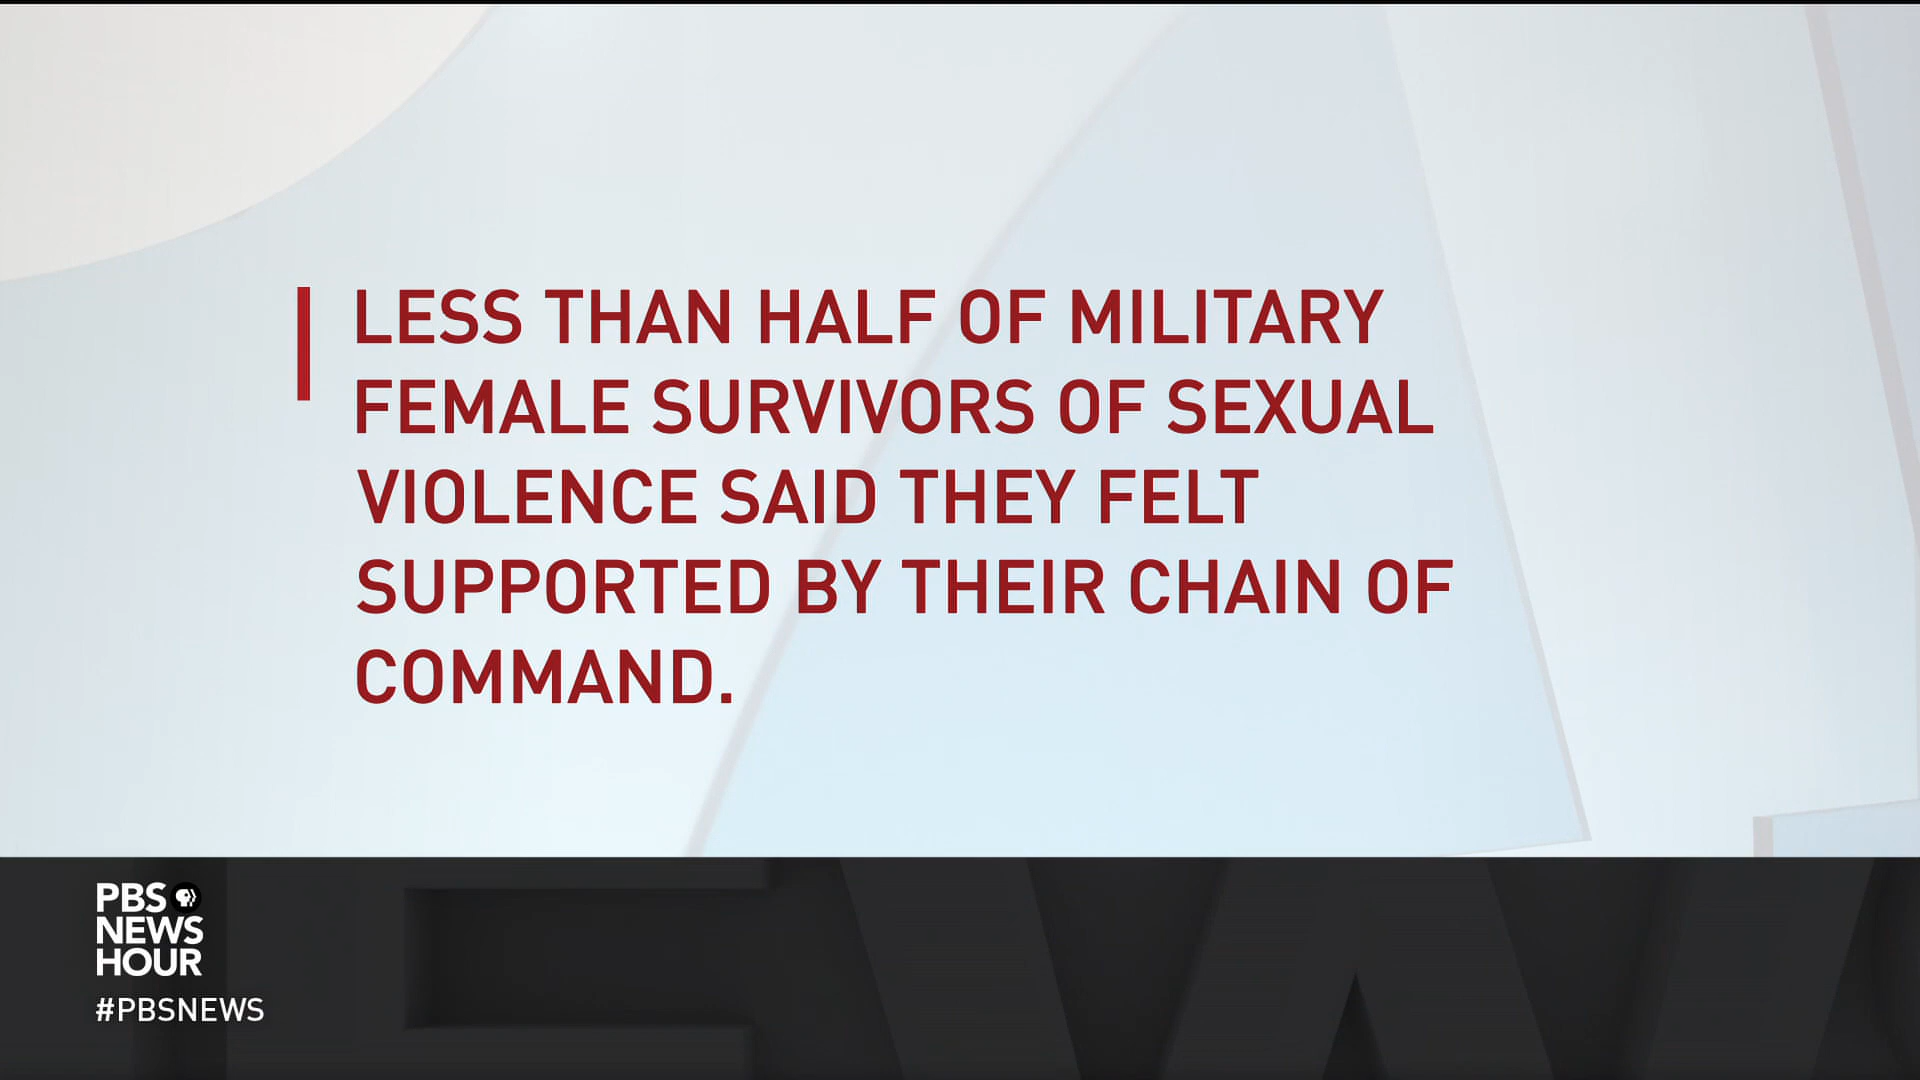 LESS THAN HALF OF MILITARY
FEMALE SURVIVORS OF SEXUAL
VIOLENCE SAID THEY FELT
SUPPORTED BY THEIR CHAIN OF
COMMAND.
PBS
NEWS
HOUR
#PBSNEWS